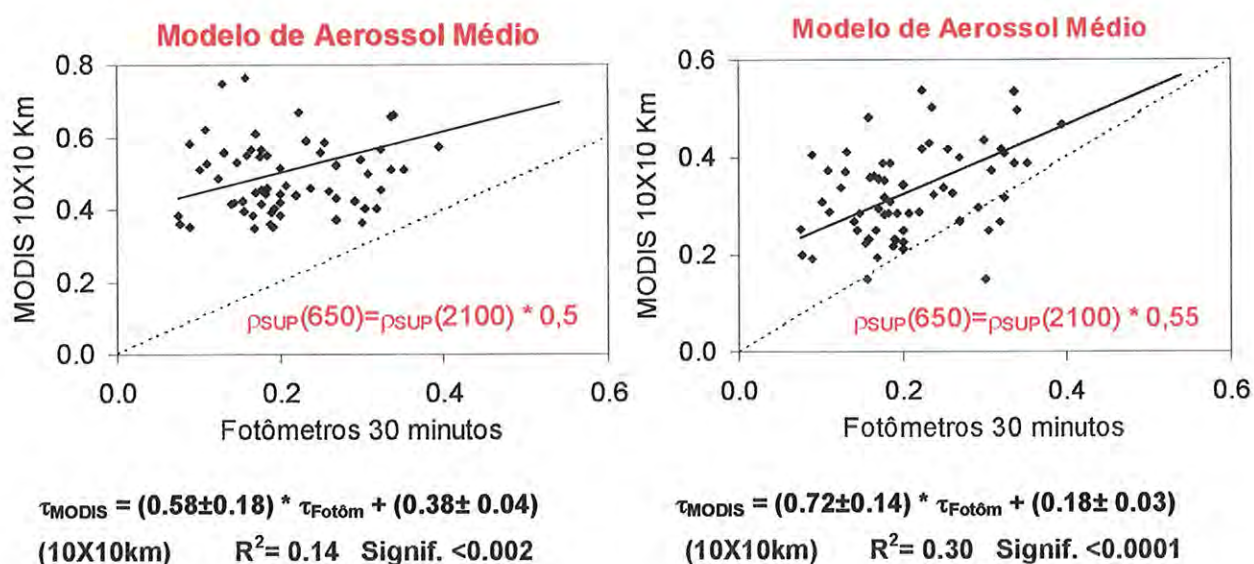 Modelo de Aerossol Médio
MODIS 10X10 Km
0.8
0.6
0.4
0.2
0.0
ρSUP(650)=ρSUP(2100) * 0,5
0.0 0.2 0.4 0.6
Fotômetros 30 minutos
τMODIS = (0.58±0.18) * τFotôm + (0.38± 0.04)
(10X10km) R²= 0.14 Signif. <0.002
Modelo de Aerossol Médio
MODIS 10X10 Km
0.6
0.4
0.2
0.0
ρSUP(650)=ρSUP(2100) * 0,55
0.0 0.2 0.4 0.6
Fotômetros 30 minutos
τMODIS = (0.72±0.14) * τFotôm + (0.18± 0.03)
(10X10km) R²= 0.30 Signif. <0.0001